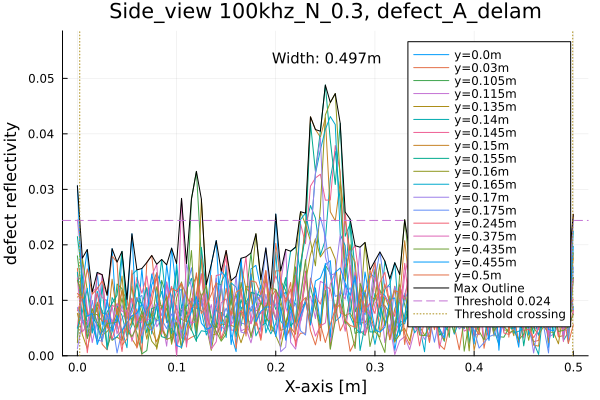 Side_view 100khz_N_0.3, defect_A_delam
Width: 0.497m
y=0.0m
y=0.03m
y=0.105m
y=0.115m
y=0.135m
y=0.14m
y=0.145m
y=0.15m
y=0.155m
y=0.16m
y=0.165m
y=0.17m
y=0.175m
y=0.245m
y=0.375m
y=0.435m
y=0.455m
y=0.5m
Max Outline
Threshold 0.024
Threshold crossing
defect reflectivity
0.05
0.04
0.03
0.02
0.01
0.00
0.0 0.1 0.2 0.3 0.4 0.5
X-axis [m]